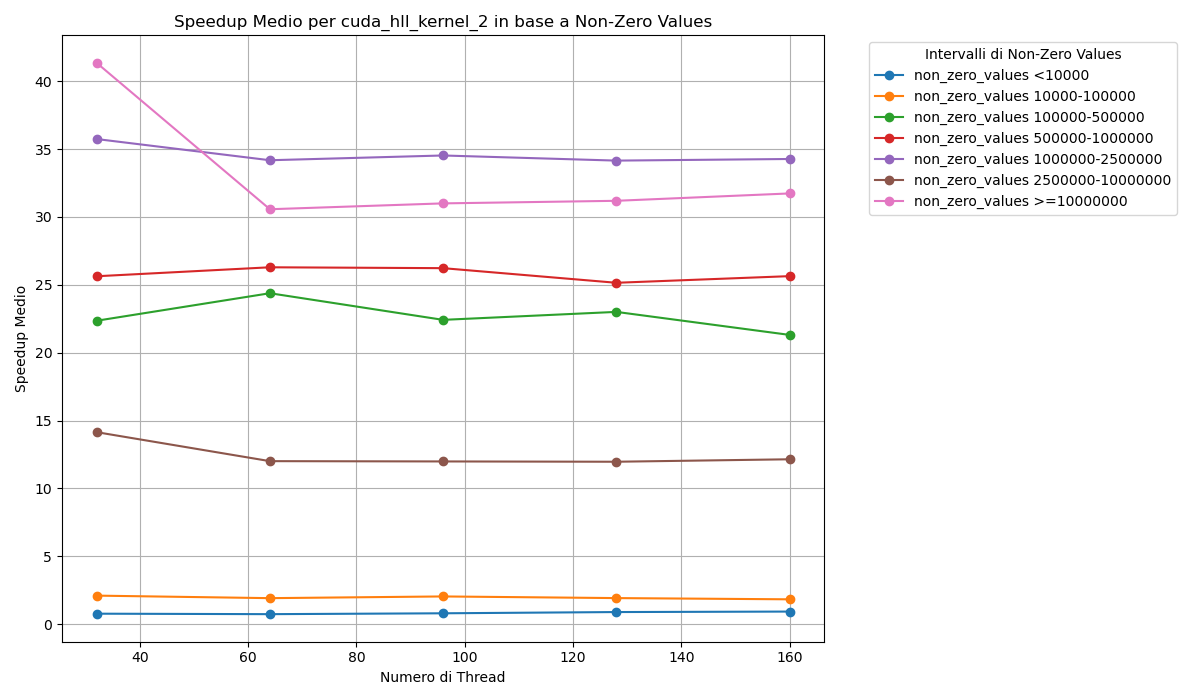 Speedup Medio per cuda_hll_kernel_2 in base a Non-Zero Values
Speedup Medio
40
35
30
25
20
15
10
5
0
40
60
80
100
120
140
160
Numero di Thread
Intervalli di Non-Zero Values
non_zero_values <10000
non_zero_values 10000-100000
non_zero_values 100000-500000
non_zero_values 500000-1000000
non_zero_values 1000000-2500000
non_zero_values 2500000-10000000
non_zero_values >=10000000